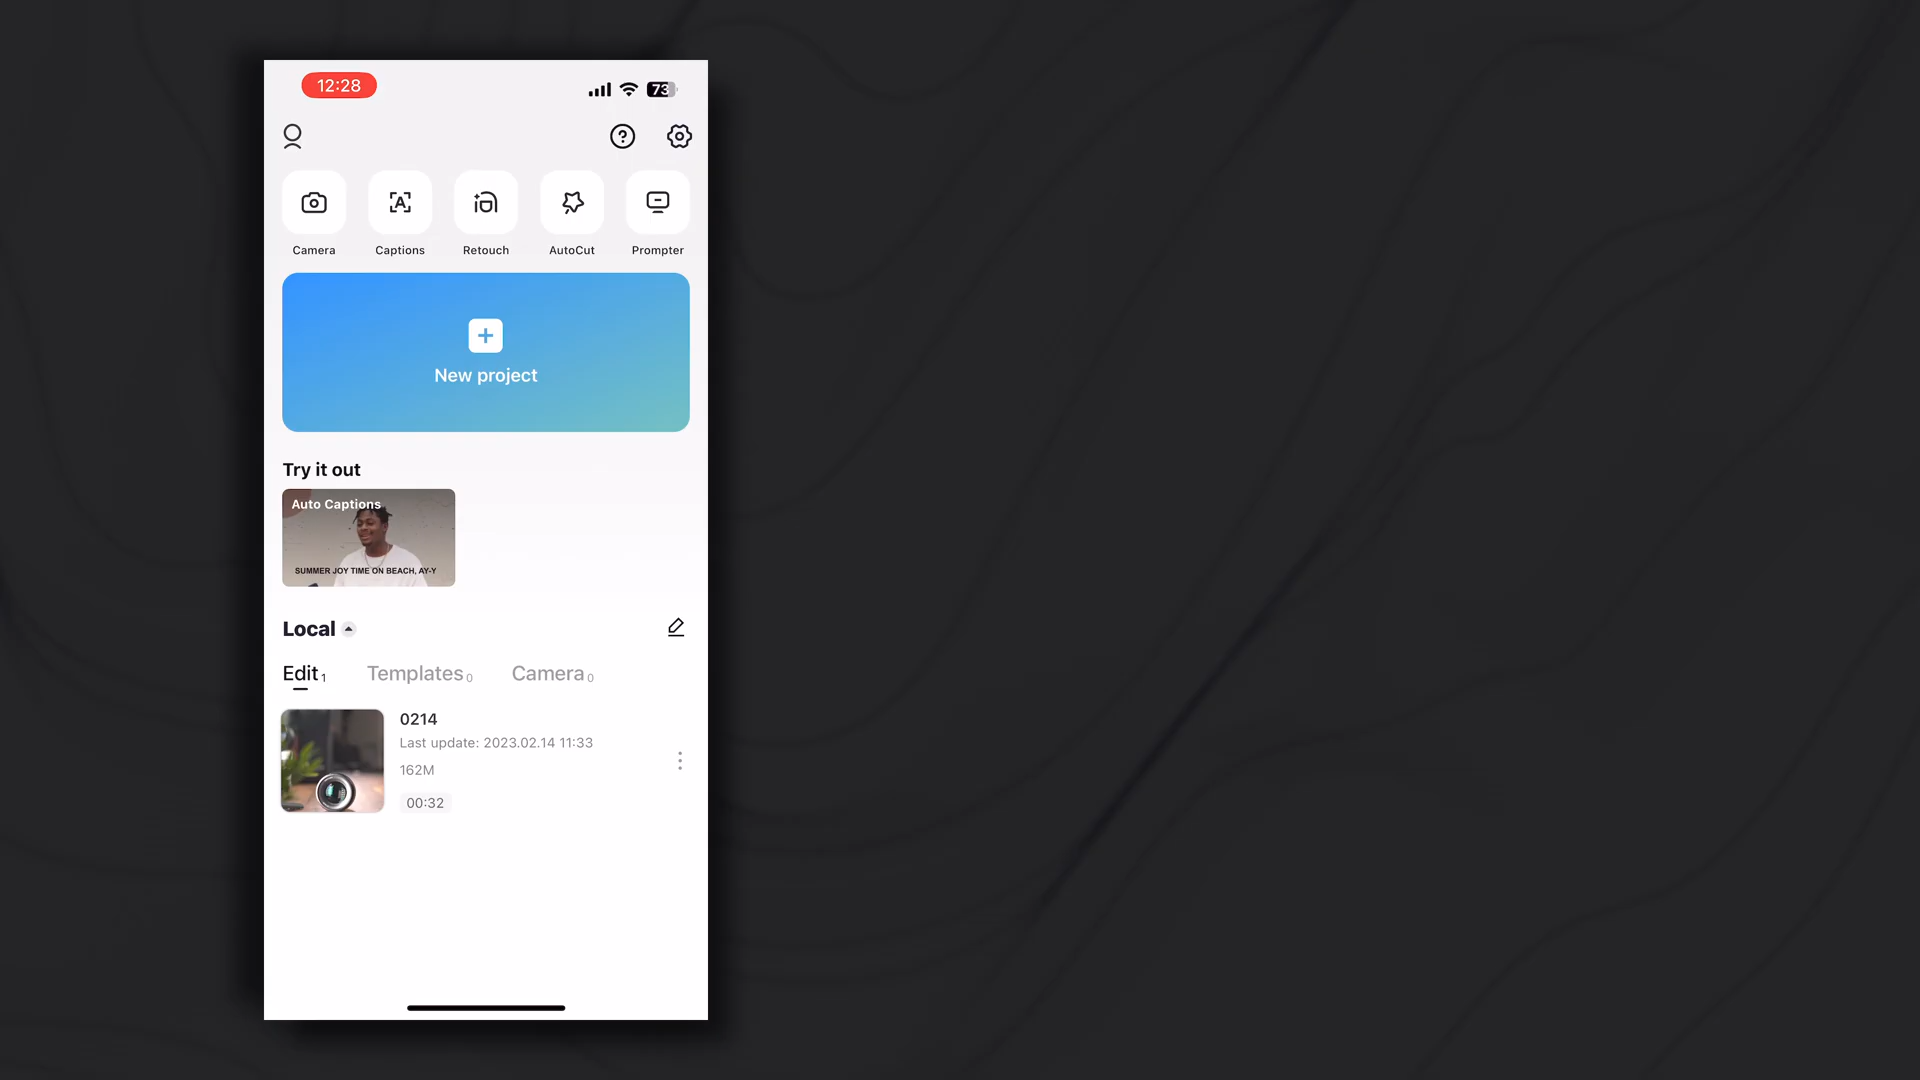 12:28
73
Camera
Captions
Retouch
AutoCut
Prompter
New project
Try it out
Auto Captions
SUMMER JOY TIME ON BEACH, AY-Y
Local
Edit 1
Templates 0
Camera 0
0214
Last update: 2023.02.14 11:33
162M
00:32